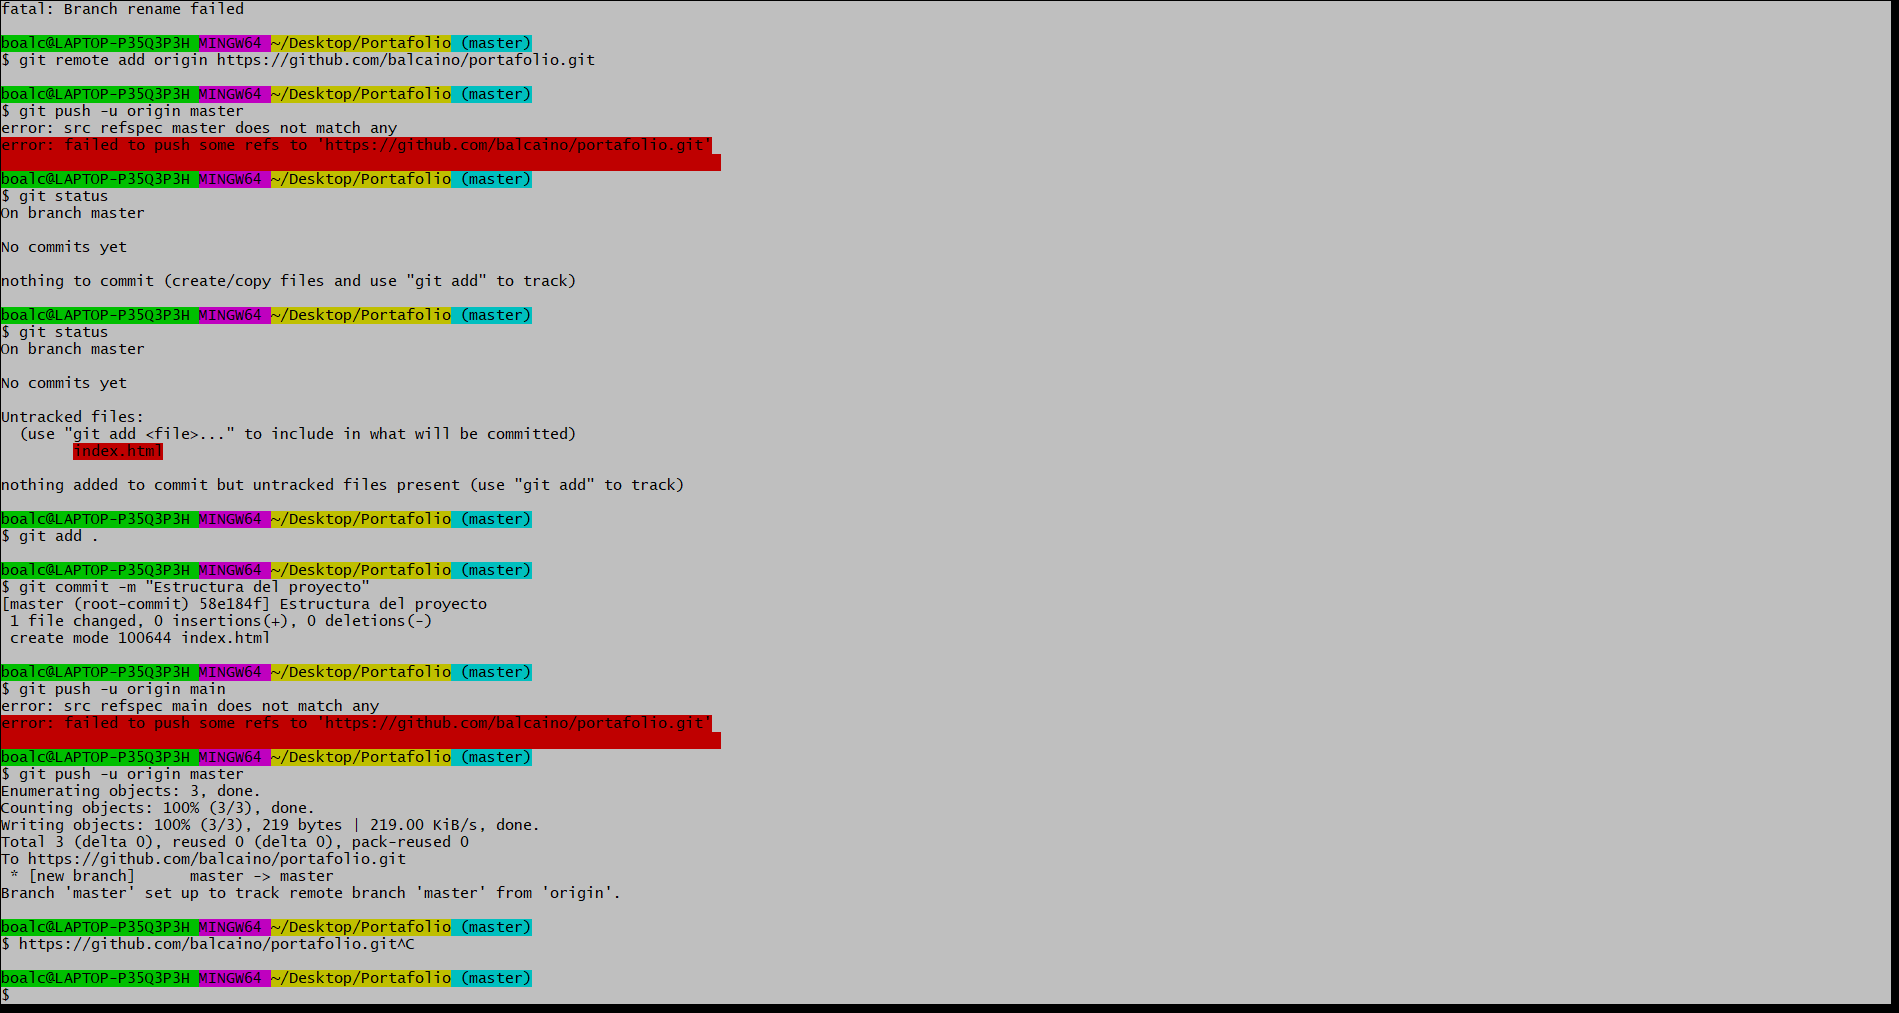 fatal: Branch rename failed
boalc@LAPTOP-P35Q3P3H MINGW64 ~/Desktop/Portafolio (master)
$ git remote add origin https://github.com/balcaino/portafolio.git
boalc@LAPTOP-P35Q3P3H MINGW64 ~/Desktop/Portafolio (master)
$ git push -u origin master
error: src refspec master does not match any
error: failed to push some refs to 'https://github.com/balcaino/portafolio.git'
boalc@LAPTOP-P35Q3P3H MINGW64 ~/Desktop/Portafolio (master)
$ git status
On branch master
No commits yet
nothing to commit (create/copy files and use "git add" to track)
boalc@LAPTOP-P35Q3P3H MINGW64 ~/Desktop/Portafolio (master)
$ git status
On branch master
No commits yet
Untracked files:
  (use "git add <file>..." to include in what will be committed)
        index.html
nothing added to commit but untracked files present (use "git add" to track)
boalc@LAPTOP-P35Q3P3H MINGW64 ~/Desktop/Portafolio (master)
$ git add .
boalc@LAPTOP-P35Q3P3H MINGW64 ~/Desktop/Portafolio (master)
$ git commit -m "Estructura del proyecto"
[master (root-commit) 58e184f] Estructura del proyecto
 1 file changed, 0 insertions(+), 0 deletions(-)
 create mode 100644 index.html
boalc@LAPTOP-P35Q3P3H MINGW64 ~/Desktop/Portafolio (master)
$ git push -u origin main
error: src refspec main does not match any
error: failed to push some refs to 'https://github.com/balcaino/portafolio.git'
boalc@LAPTOP-P35Q3P3H MINGW64 ~/Desktop/Portafolio (master)
$ git push -u origin master
Enumerating objects: 3, done.
Counting objects: 100% (3/3), done.
Writing objects: 100% (3/3), 219 bytes | 219.00 KiB/s, done.
Total 3 (delta 0), reused 0 (delta 0), pack-reused 0
To https://github.com/balcaino/portafolio.git
 * [new branch]      master -> master
Branch 'master' set up to track remote branch 'master' from 'origin'.
boalc@LAPTOP-P35Q3P3H MINGW64 ~/Desktop/Portafolio (master)
$ https://github.com/balcaino/portafolio.git^C
boalc@LAPTOP-P35Q3P3H MINGW64 ~/Desktop/Portafolio (master)
$